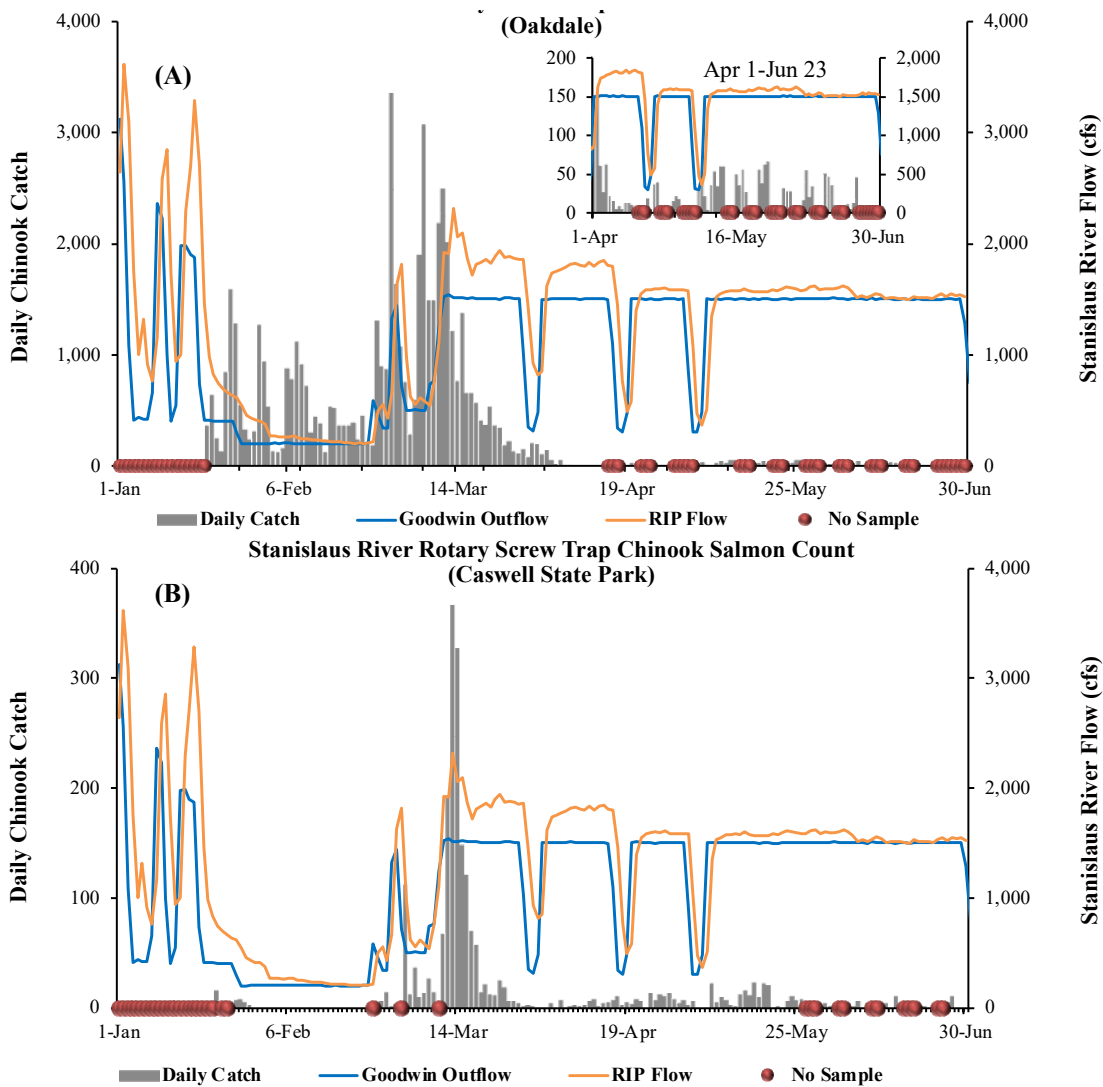 (Oakdale)
4,000
4,000
(A)
200
2,000
Apr 1-Jun 23
150
1,500
3,000
3,000
100
1,000
50
500
0
0
1-Apr
16-May
30-Jun
2,000
2,000
1,000
1,000
0
0
Daily Chinook Catch
Stanislaus River Flow (cfs)
1-Jan
6-Feb
14-Mar
19-Apr
25-May
30-Jun
Daily Catch
Goodwin Outflow
RIP Flow
No Sample
Stanislaus River Rotary Screw Trap Chinook Salmon Count
(Caswell State Park)
400
4,000
(B)
300
3,000
200
2,000
100
1,000
0
0
Daily Chinook Catch
Stanislaus River Flow (cfs)
1-Jan
6-Feb
14-Mar
19-Apr
25-May
30-Jun
Daily Catch
Goodwin Outflow
RIP Flow
No Sample